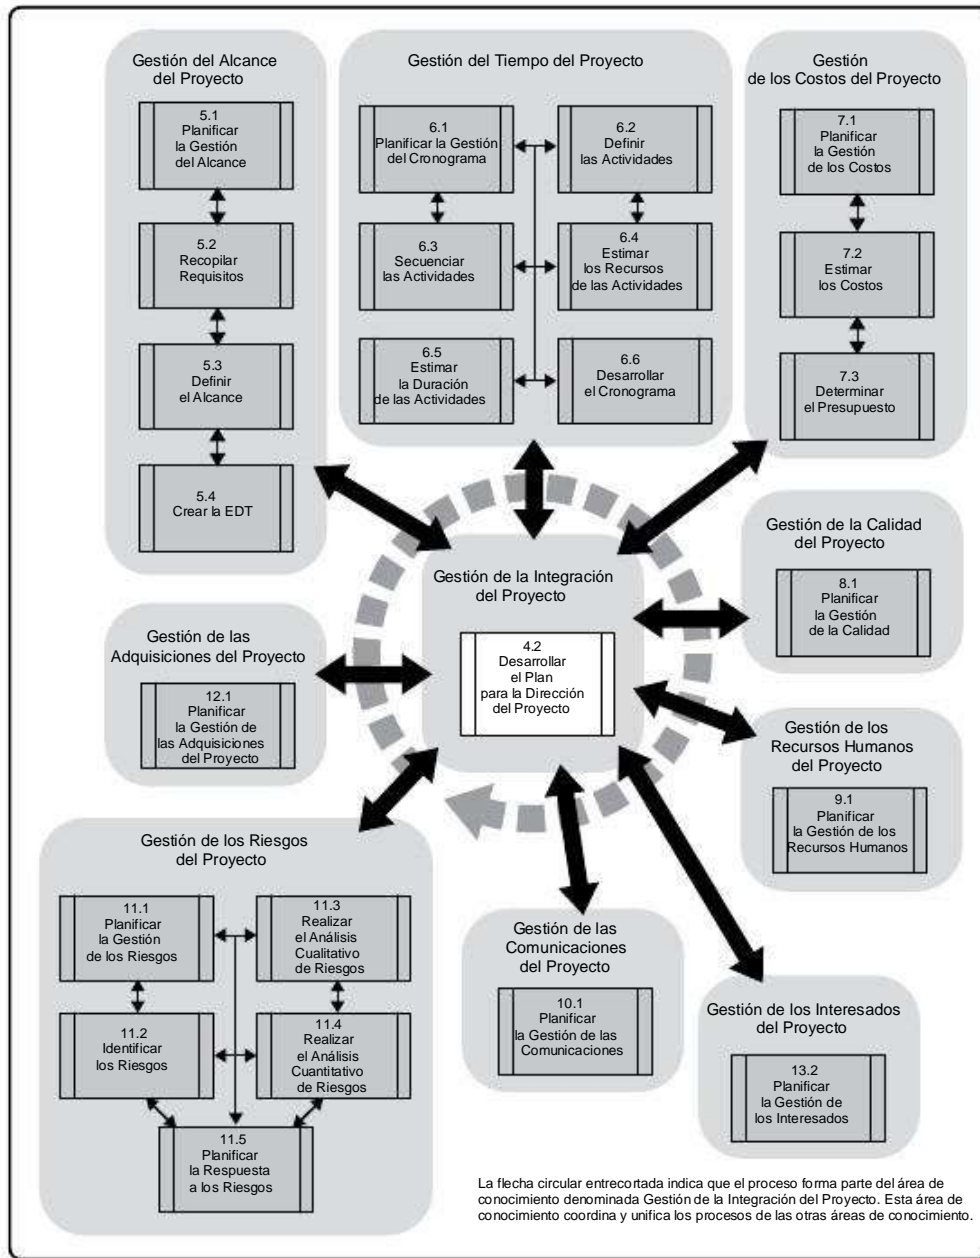 Gestión del Alcance
del Proyecto
5.1
Planificar
la Gestión
del Alcance
5.2
Recopilar
Requisitos
5.3
Definir
el Alcance
5.4
Crear la EDT
Gestión del Tiempo del Proyecto
6.1
Planificar la Gestión
del Cronograma
6.2
Definir
las Actividades
6.3
Secuenciar
las Actividades
6.4
Estimar
los Recursos
de las Actividades
6.5
Estimar
la Duración
de las Actividades
6.6
Desarrollar
el Cronograma
Gestión
de los Costos del Proyecto
7.1
Planificar
la Gestión
de los Costos
7.2
Estimar
los Costos
7.3
Determinar
el Presupuesto
Gestión de la Integración
del Proyecto
4.2
Desarrollar
el Plan
para la Dirección
del Proyecto
Gestión de la Calidad
del Proyecto
8.1
Planificar
la Gestión
de la Calidad
Gestión de las
Adquisiciones del Proyecto
12.1
Planificar
la Gestión de
las Adquisiciones
del Proyecto
Gestión de los
Recursos Humanos
del Proyecto
9.1
Planificar
la Gestión de los
Recursos Humanos
Gestión de los Riesgos
del Proyecto
11.1
Planificar
la Gestión
de los Riesgos
11.3
Realizar
el Análisis
Cualitativo
de Riesgos
11.2
Identificar
los Riesgos
11.4
Realizar
el Análisis
Cuantitativo
de Riesgos
11.5
Planificar
la Respuesta
a los Riesgos
Gestión de las
Comunicaciones
del Proyecto
10.1
Planificar
la Gestión de las
Comunicaciones
Gestión de los Interesados
del Proyecto
13.2
Planificar
la Gestión de
los Interesados
La flecha circular entrecortada indica que el proceso forma parte del área de
conocimiento denominada Gestión de la Integración del Proyecto. Esta área de
conocimiento coordina y unifica los procesos de las otras áreas de conocimiento.